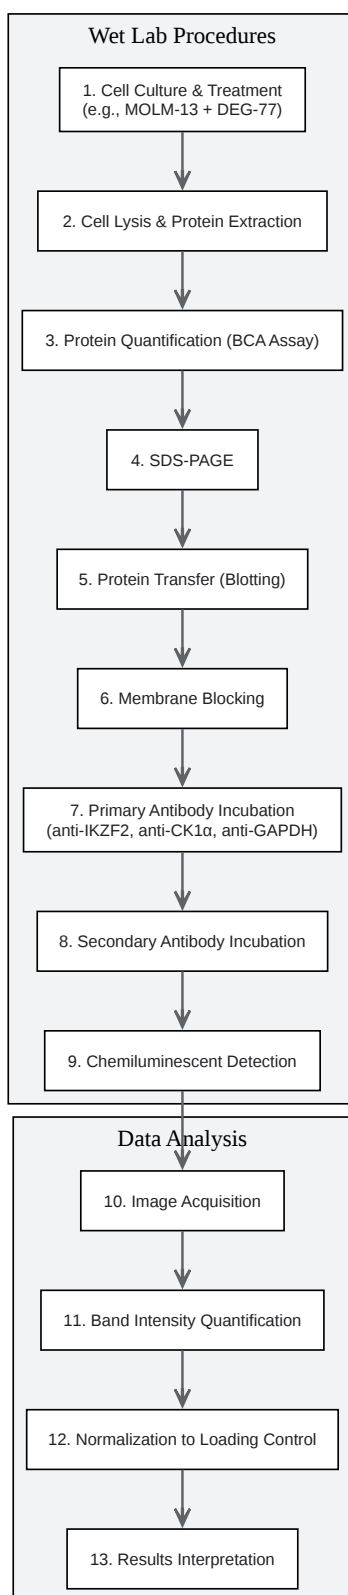 Wet Lab Procedures
1. Cell Culture & Treatment
(e.g., MOLM-13 + DEG-77)
2. Cell Lysis & Protein Extraction
3. Protein Quantification (BCA Assay)
4. SDS-PAGE
5. Protein Transfer (Blotting)
6. Membrane Blocking
7. Primary Antibody Incubation
(anti-IKZF2, anti-CK1α, anti-GAPDH)
8. Secondary Antibody Incubation
9. Chemiluminescent Detection
Data Analysis
10. Image Acquisition
11. Band Intensity Quantification
12. Normalization to Loading Control
13. Results Interpretation